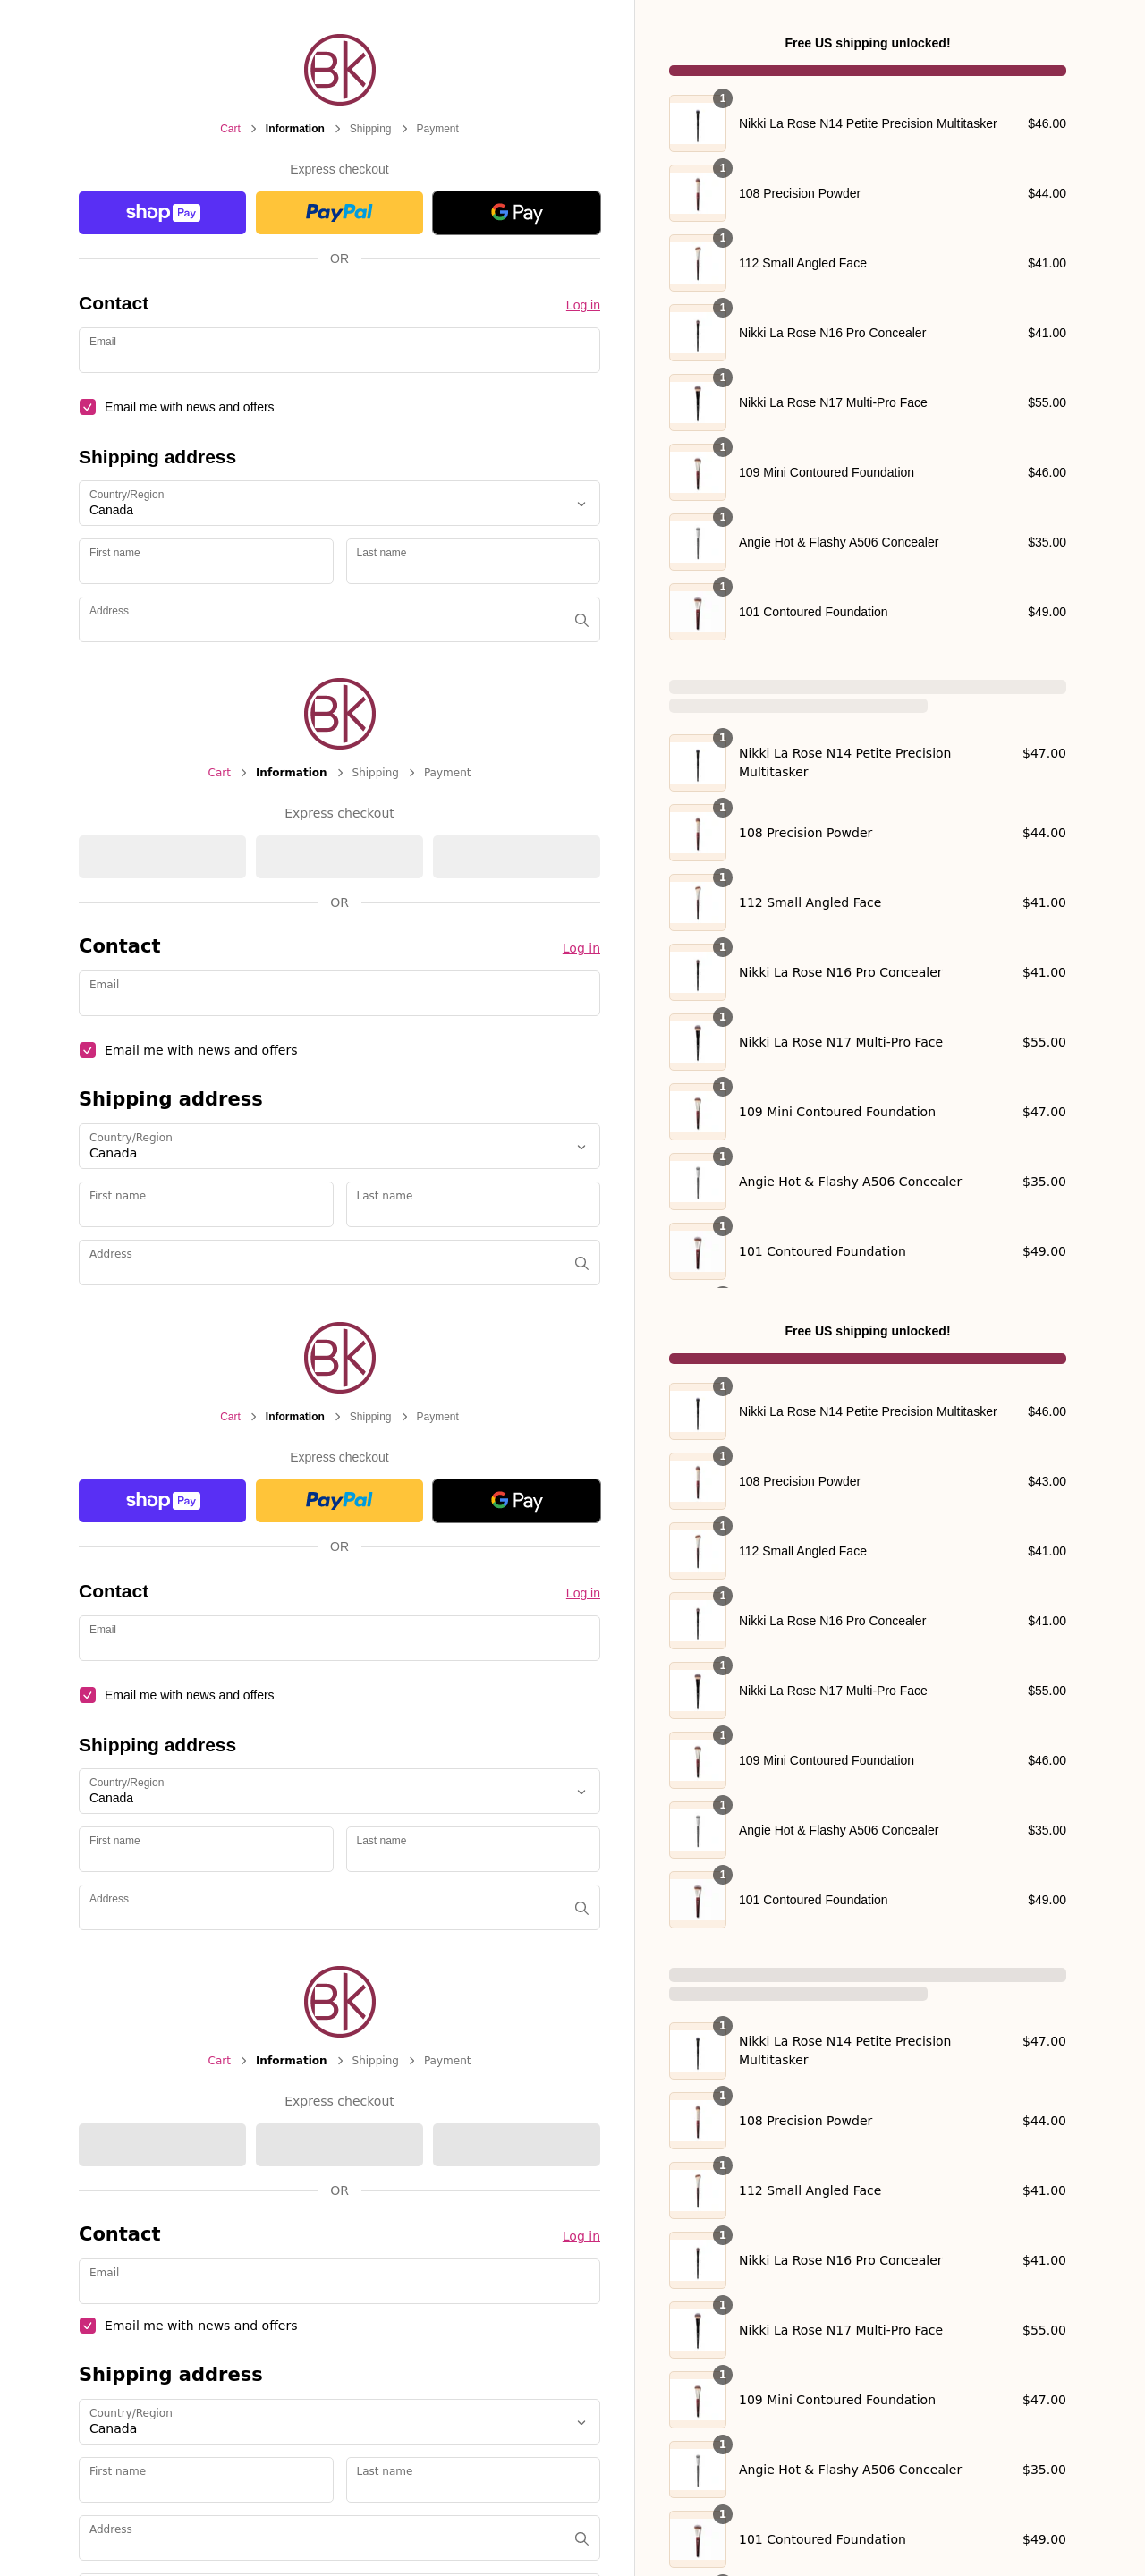 BK
Cart > Information > Shipping > Payment
Express checkout
shop Pay
PayPal
G Pay
OR
Contact
Log in
Email
Email me with news and offers
Shipping address
Country/Region
Canada
First name
Last name
Address
Free US shipping unlocked!
1
Nikki La Rose N14 Petite Precision Multitasker $46.00
1
108 Precision Powder $44.00
1
112 Small Angled Face $41.00
1
Nikki La Rose N16 Pro Concealer $41.00
1
Nikki La Rose N17 Multi-Pro Face $55.00
1
109 Mini Contoured Foundation $46.00
1
Angie Hot & Flashy A506 Concealer $35.00
1
101 Contoured Foundation $49.00
BK
Cart > Information > Shipping > Payment
Express checkout
OR
Contact
Log in
Email
Email me with news and offers
Shipping address
Country/Region
Canada
First name
Last name
Address
1
Nikki La Rose N14 Petite Precision $47.00
Multitasker
1
108 Precision Powder $44.00
1
112 Small Angled Face $41.00
1
Nikki La Rose N16 Pro Concealer $41.00
1
Nikki La Rose N17 Multi-Pro Face $55.00
1
109 Mini Contoured Foundation $47.00
1
Angie Hot & Flashy A506 Concealer $35.00
1
101 Contoured Foundation $49.00
BK
Cart > Information > Shipping > Payment
Express checkout
shop Pay
PayPal
G Pay
OR
Contact
Log in
Email
Email me with news and offers
Shipping address
Country/Region
Canada
First name
Last name
Address
Free US shipping unlocked!
1
Nikki La Rose N14 Petite Precision Multitasker $46.00
1
108 Precision Powder $43.00
1
112 Small Angled Face $41.00
1
Nikki La Rose N16 Pro Concealer $41.00
1
Nikki La Rose N17 Multi-Pro Face $55.00
1
109 Mini Contoured Foundation $46.00
1
Angie Hot & Flashy A506 Concealer $35.00
1
101 Contoured Foundation $49.00
BK
Cart > Information > Shipping > Payment
Express checkout
OR
Contact
Log in
Email
Email me with news and offers
Shipping address
Country/Region
Canada
First name
Last name
Address
1
Nikki La Rose N14 Petite Precision $47.00
Multitasker
1
108 Precision Powder $44.00
1
112 Small Angled Face $41.00
1
Nikki La Rose N16 Pro Concealer $41.00
1
Nikki La Rose N17 Multi-Pro Face $55.00
1
109 Mini Contoured Foundation $47.00
1
Angie Hot & Flashy A506 Concealer $35.00
1
101 Contoured Foundation $49.00